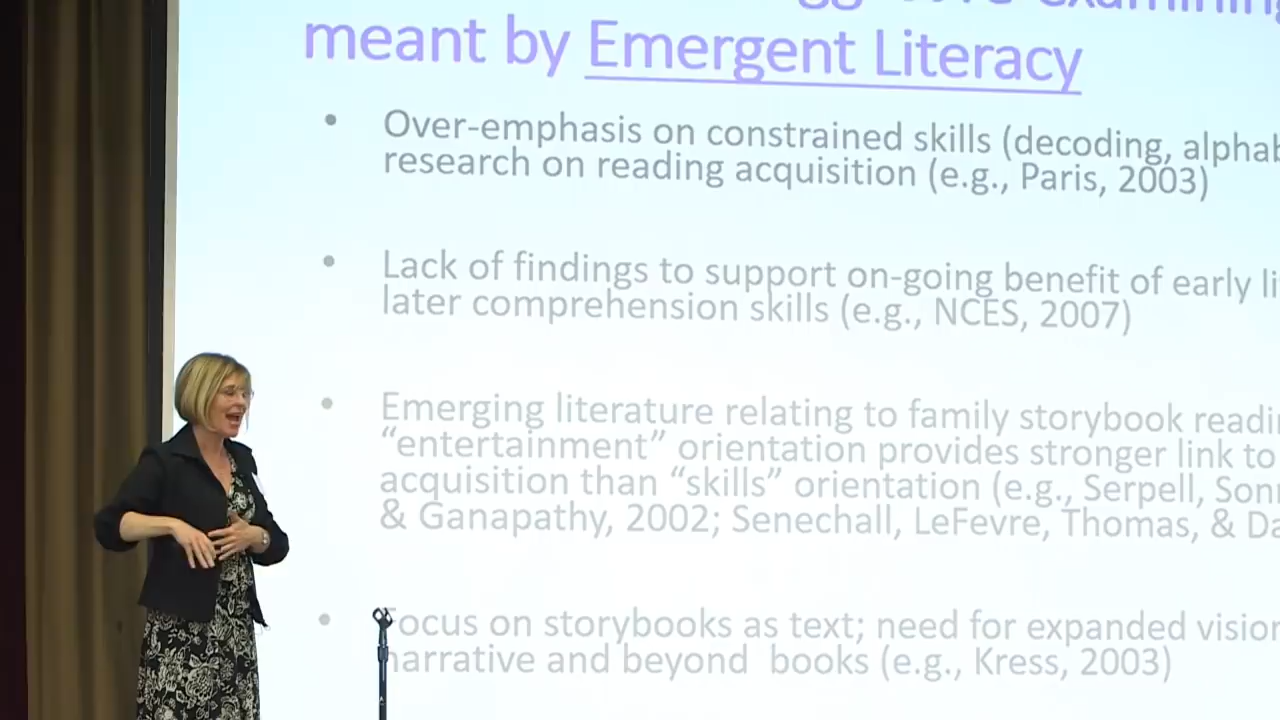 meant by Emergent Literacy
• Over-emphasis on constrained skills (decoding,
research on reading acquisition (e.g., Paris, 2003)
• Lack of findings to support on-going benefit of early
later comprehension skills (e.g., NCES, 2007)
• Emerging literature relating to family storybook
"entertainment" orientation provides stronger link to
acquisition than "skills" orientation (e.g., Serpell,
& Ganapathy, 2002; Senechall, LeFevre, Thomas, &
• Focus on storybooks as text; need for expanded
narrative and beyond books (e.g., Kress, 2003)